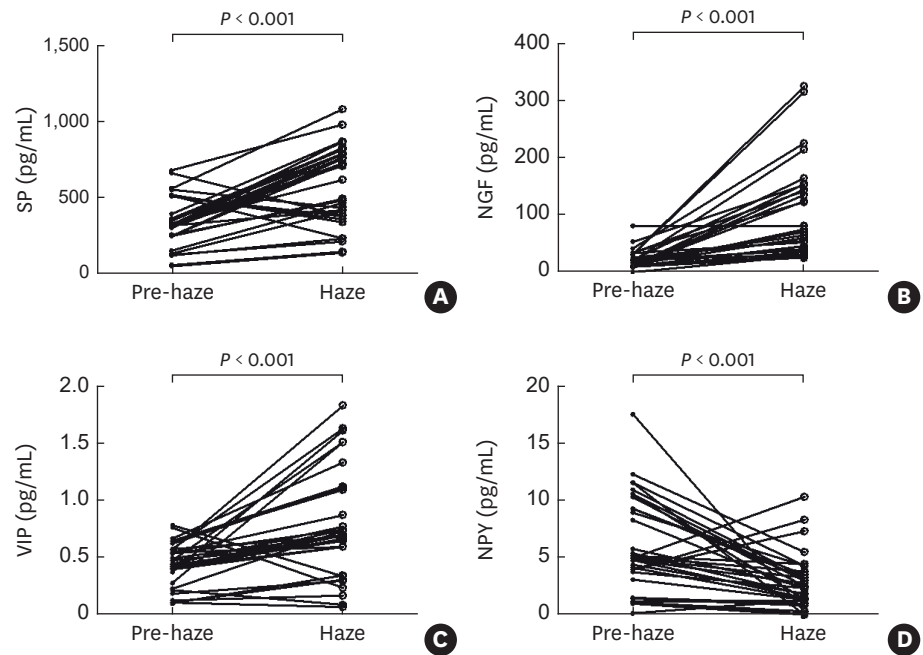 P < 0.001
1,500
1,000
500
0
SP (pg/mL)
Pre-haze Haze
A
P < 0.001
400
300
200
100
0
NGF (pg/mL)
Pre-haze Haze
B
P < 0.001
2.0
1.5
1.0
0.5
0
VIP (pg/mL)
Pre-haze Haze
C
P < 0.001
20
15
10
5
0
NPY (pg/mL)
Pre-haze Haze
D